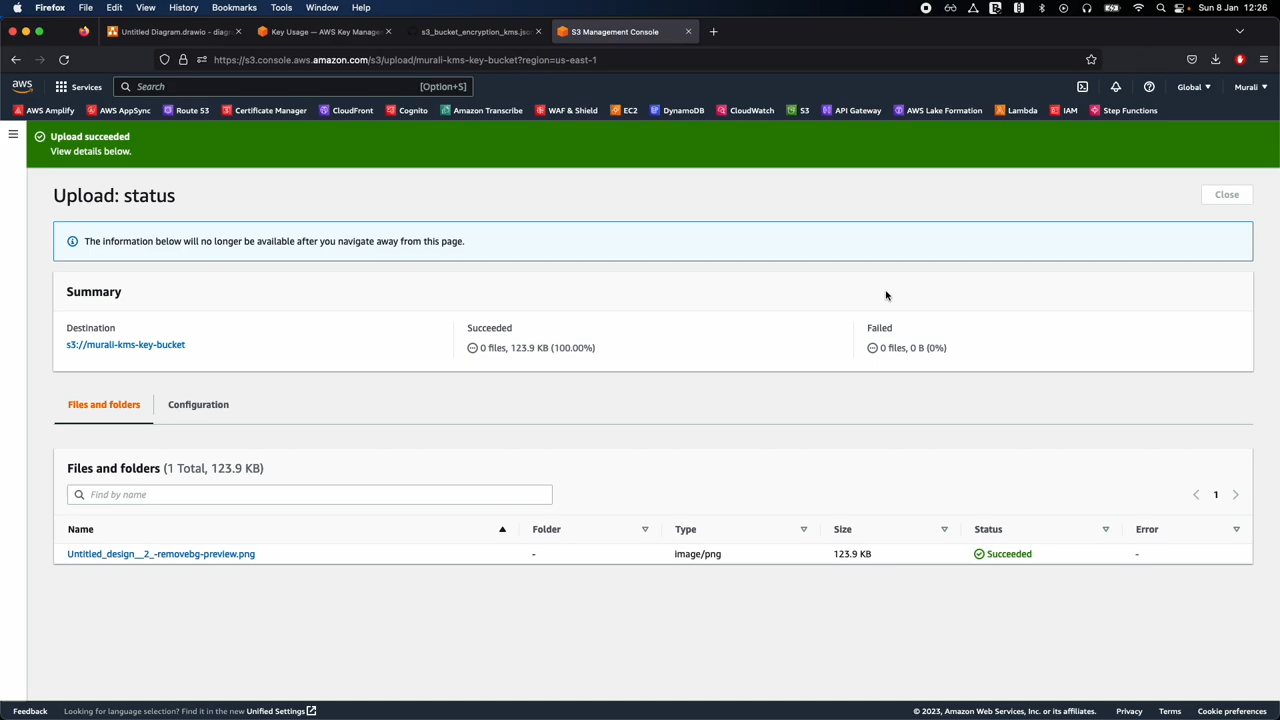 Firefox File Edit View History Bookmarks Tools Window Help Sun 8 Jan 12:26
Untitled Diagram.drawio - diag Key Usage — AWS Key Manage s3_bucket_encryption_kms.jso S3 Management Console
https://s3.console.aws.amazon.com/s3/upload/murali-kms-key-bucket?region=us-east-1
aws Services Search [Option+S] Global Murali
AWS Amplify AWS AppSync Route 53 Certificate Manager CloudFront Cognito Amazon Transcribe WAF & Shield EC2 DynamoDB CloudWatch S3 API Gateway AWS Lake Formation Lambda IAM Step Functions
Upload succeeded
View details below.
Upload: status Close
The information below will no longer be available after you navigate away from this page.
Summary
Destination Succeeded Failed
s3://murali-kms-key-bucket 0 files, 123.9 KB (100.00%) 0 files, 0 B (0%)
Files and folders Configuration
Files and folders (1 Total, 123.9 KB)
Find by name 1
Name Folder Type Size Status Error
Untitled_design__2_-removebg-preview.png - image/png 123.9 KB Succeeded -
Feedback Looking for language selection? Find it in the new Unified Settings © 2023, Amazon Web Services, Inc. or its affiliates. Privacy Terms Cookie preferences